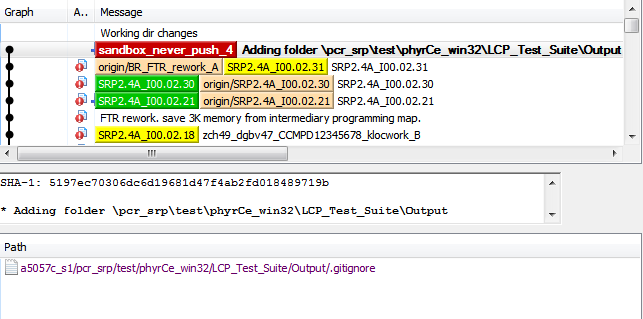 Graph A.. Message
Working dir changes
sandbox_never_push_4 Adding folder \pcr_srp\test\phyrCe_win32\LCP_Test_Suite\Output
origin/BR_FTR_rework_A SRP2.4A_I00.02.31 SRP2.4A_I00.02.31
SRP2.4A_I00.02.30 origin/SRP2.4A_I00.02.30 SRP2.4A_I00.02.30
SRP2.4A_I00.02.21 origin/SRP2.4A_I00.02.21 SRP2.4A_I00.02.21
FTR rework. save 3K memory from intermediary programming map.
SRP2.4A_I00.02.18 zch49_dgbv47_CCMPD12345678_klocwork_B
SHA-1: 5197ec70306dc6d19681d47f4ab2fd018489719b
* Adding folder \pcr_srp\test\phyrCe_win32\LCP_Test_Suite\Output
Path
a5057c_s1/pcr_srp/test/phyrCe_win32/LCP_Test_Suite/Output/.gitignore